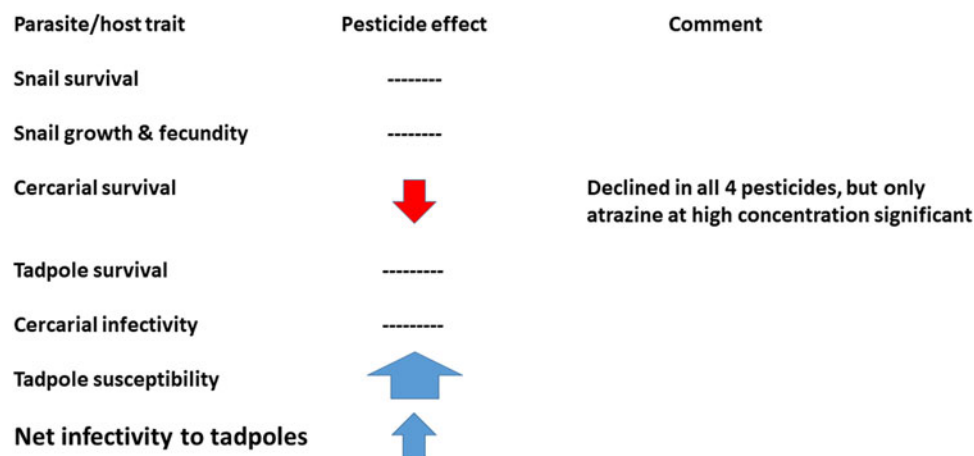 Parasite/host trait Pesticide effect Comment
Snail survival --------
Snail growth & fecundity --------
Cercarial survival Declined in all 4 pesticides, but only
atrazine at high concentration significant
Tadpole survival ---------
Cercarial infectivity ---------
Tadpole susceptibility
Net infectivity to tadpoles